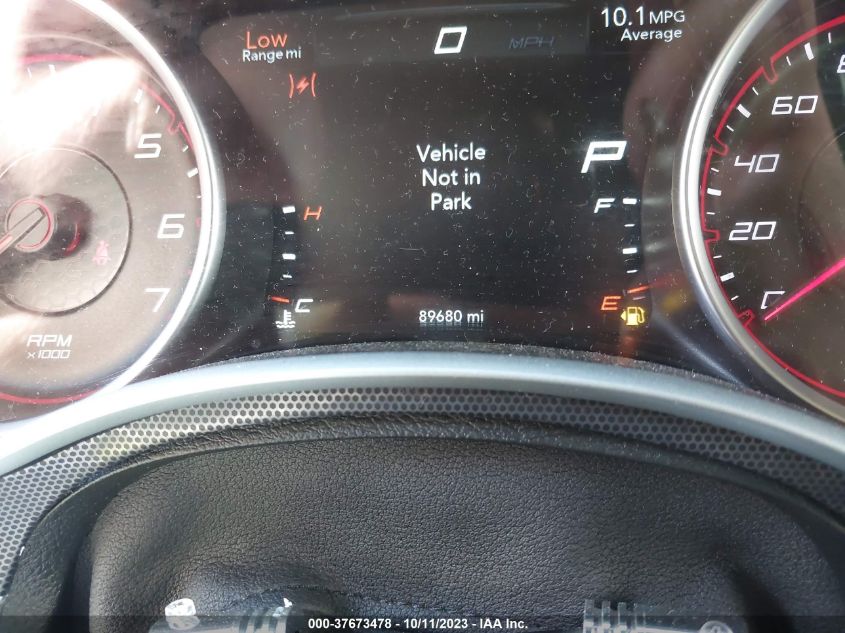 Low
Range mi
0 MPH
10.1 MPG
Average
Vehicle
Not in
Park
P
H
C
F
E
89680 mi
5
6
7
RPM
x1000
60
40
20
000-37673478 - 10/11/2023 - IAA Inc.